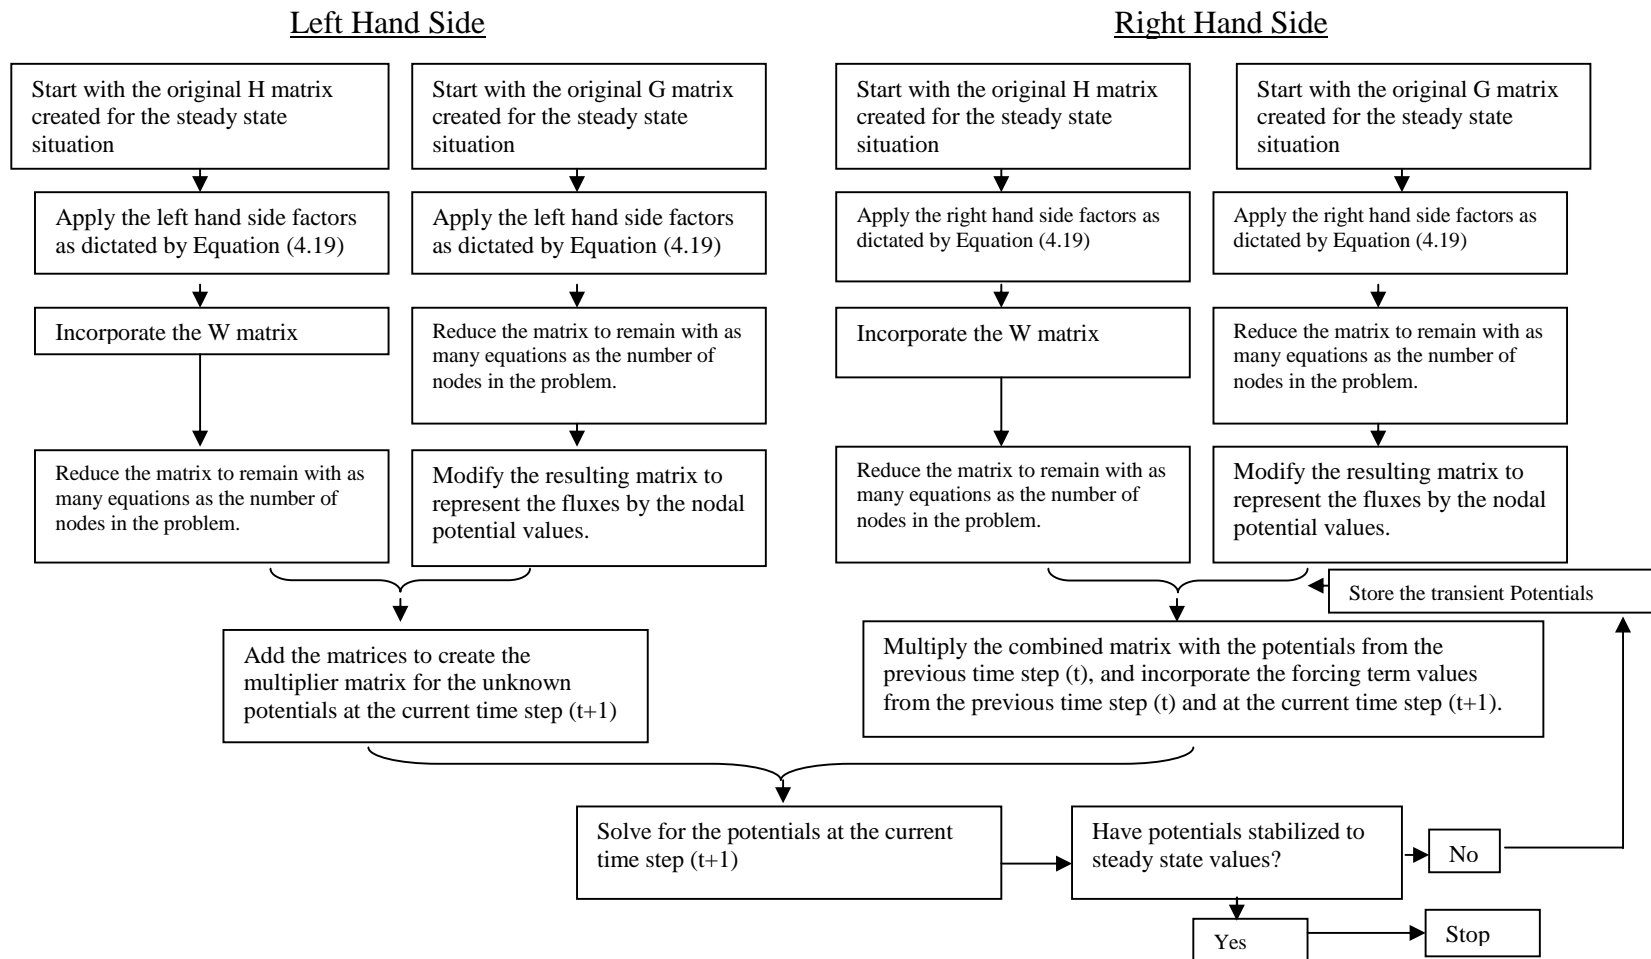 Left Hand Side
Right Hand Side
Start with the original H matrix
created for the steady state
situation
Start with the original G matrix
created for the steady state
situation
Start with the original H matrix
created for the steady state
situation
Start with the original G matrix
created for the steady state
situation
Apply the left hand side factors
as dictated by Equation (4.19)
Apply the left hand side factors
as dictated by Equation (4.19)
Apply the right hand side factors as
dictated by Equation (4.19)
Apply the right hand side factors as
dictated by Equation (4.19)
Incorporate the W matrix
Reduce the matrix to remain with as
many equations as the number of
nodes in the problem.
Incorporate the W matrix
Reduce the matrix to remain with as
many equations as the number of
nodes in the problem.
Reduce the matrix to remain with as
many equations as the number of
nodes in the problem.
Modify the resulting matrix to
represent the fluxes by the nodal
potential values.
Reduce the matrix to remain with as
many equations as the number of
nodes in the problem.
Modify the resulting matrix to
represent the fluxes by the nodal
potential values.
Store the transient Potentials
Add the matrices to create the
multiplier matrix for the unknown
potentials at the current time step (t+1)
Multiply the combined matrix with the potentials from the
previous time step (t), and incorporate the forcing term values
from the previous time step (t) and at the current time step (t+1).
Solve for the potentials at the current
time step (t+1)
Have potentials stabilized to
steady state values?
No
Yes
Stop